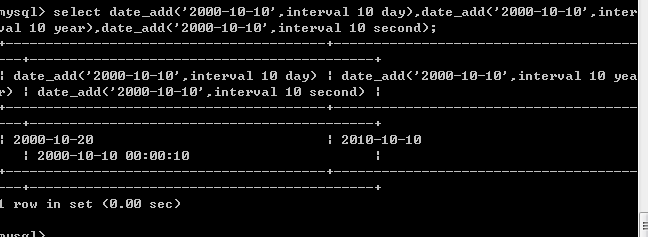 mysql> select date_add('2000-10-10',interval 10 day),date_add('2000-10-10',inter
val 10 year),date_add('2000-10-10',interval 10 second);
+----------------------------------------+--------------------------------------
---+-------------------------------------------+
| date_add('2000-10-10',interval 10 day) | date_add('2000-10-10',interval 10 yea
r) | date_add('2000-10-10',interval 10 second) |
+----------------------------------------+--------------------------------------
---+-------------------------------------------+
| 2000-10-20                             | 2010-10-10
   | 2000-10-10 00:00:10                       |
+----------------------------------------+--------------------------------------
---+-------------------------------------------+
1 row in set (0.00 sec)
mysql>